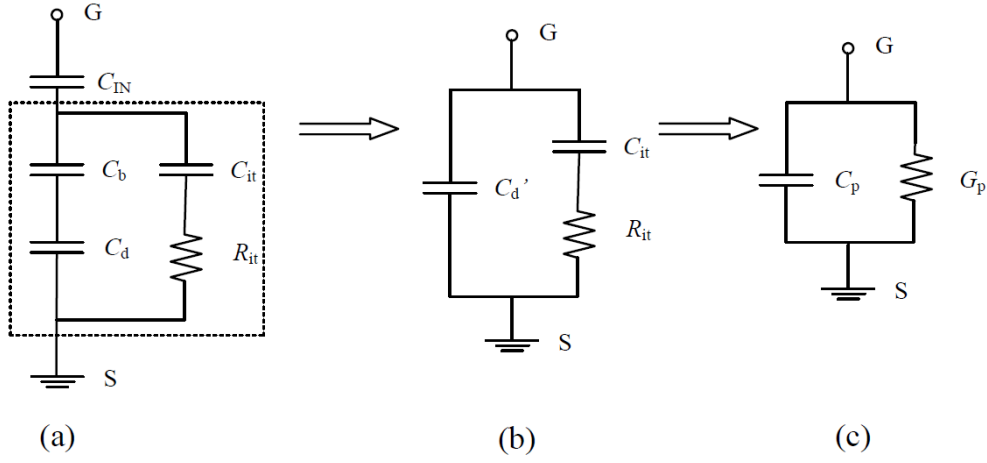 G
C_IN
C_b
C_it
C_d
R_it
S
(a)
G
C_it
C_d’
R_it
S
(b)
G
C_p
G_p
S
(c)